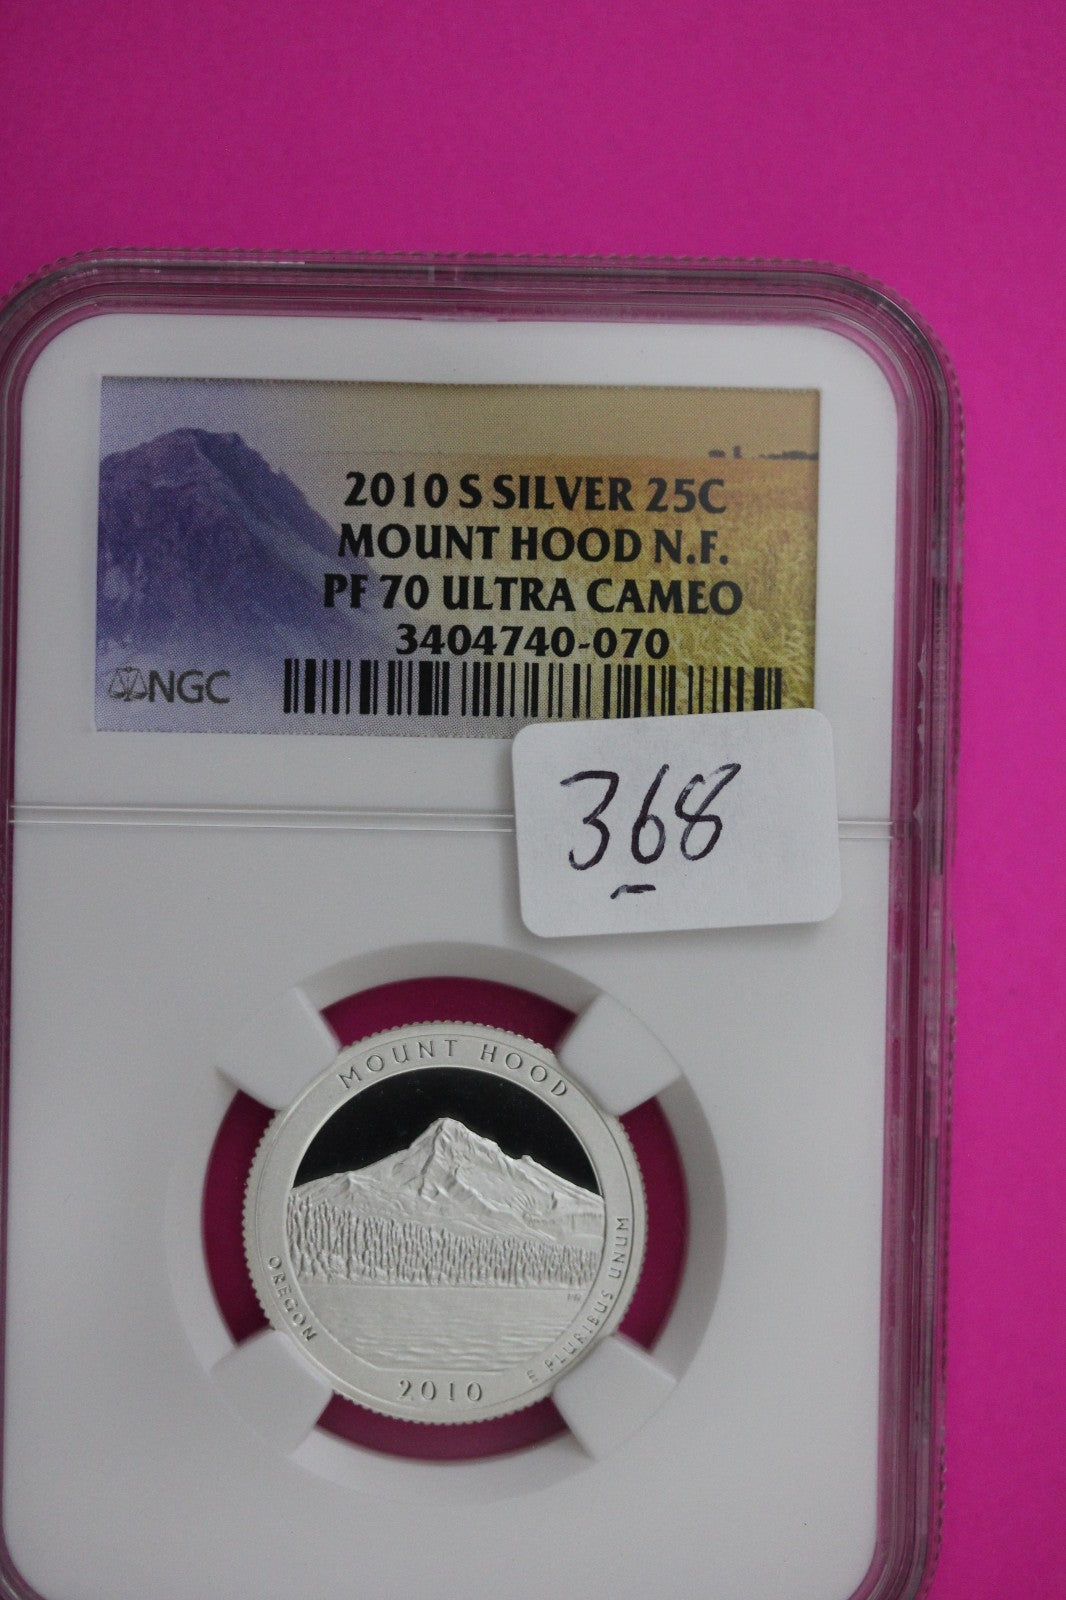 2010 S SILVER 25C
MOUNT HOOD N.F.
PF 70 ULTRA CAMEO
3404740-070
NGC
368
MOUNT HOOD
OREGON
E PLURIBUS UNUM
2010